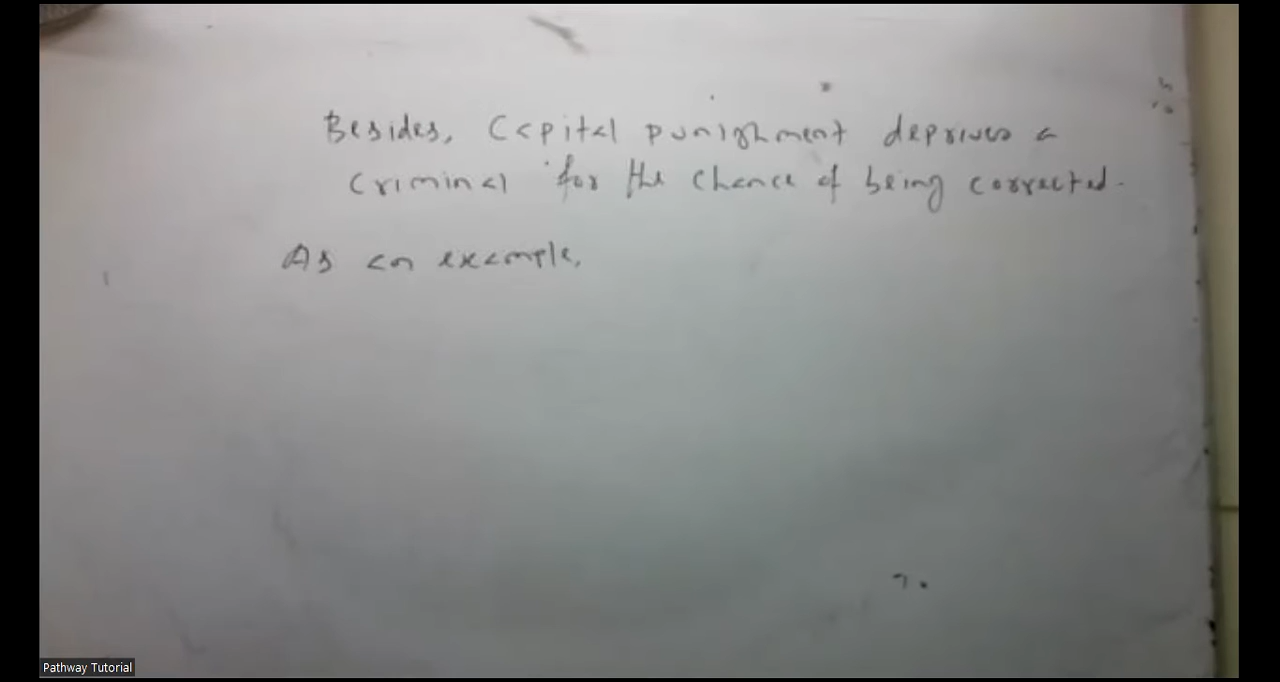 Besides, Capital punishment deprives a
criminal for the chance of being corrected.
As an example,
Pathway Tutorial